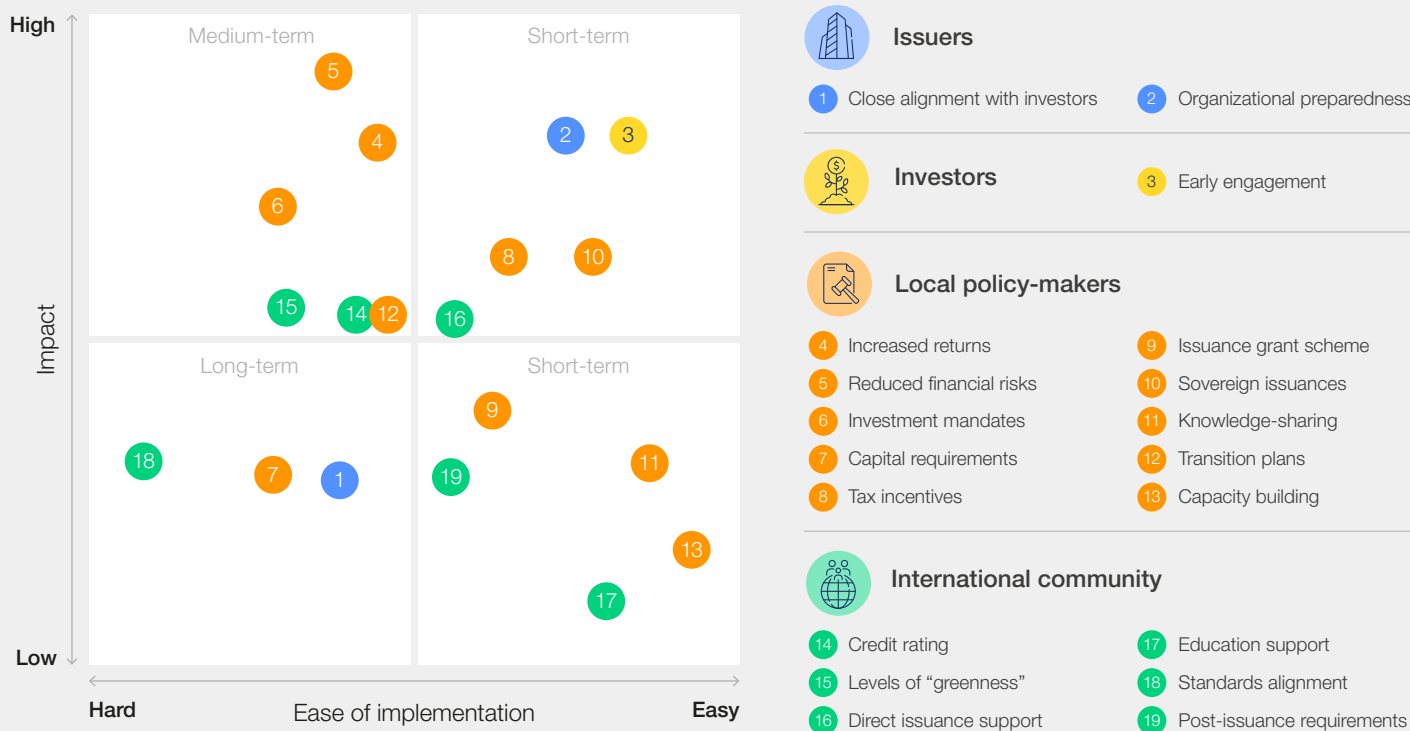 High
Medium-term
Short-term
5
4
2
3
6
8
10
15
14
12
16
Impact
Long-term
Short-term
9
18
7
1
19
11
13
17
Low
Hard
Ease of implementation
Easy
Issuers
1 Close alignment with investors
2 Organizational preparedness
Investors
$
3 Early engagement
Local policy-makers
4 Increased returns
9 Issuance grant scheme
5 Reduced financial risks
10 Sovereign issuances
6 Investment mandates
11 Knowledge-sharing
7 Capital requirements
12 Transition plans
8 Tax incentives
13 Capacity building
International community
14 Credit rating
17 Education support
15 Levels of “greenness”
18 Standards alignment
16 Direct issuance support
19 Post-issuance requirements